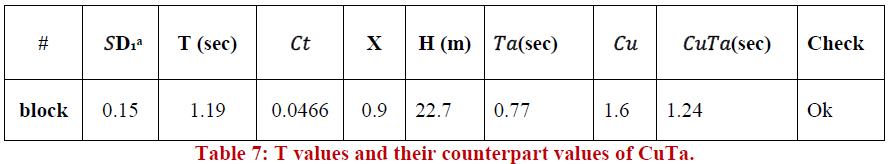 # SD₁ᵃ T (sec) Ct X H (m) Ta(sec) Cu CuTa(sec) Check
block 0.15 1.19 0.0466 0.9 22.7 0.77 1.6 1.24 Ok
Table 7: T values and their counterpart values of CuTa.